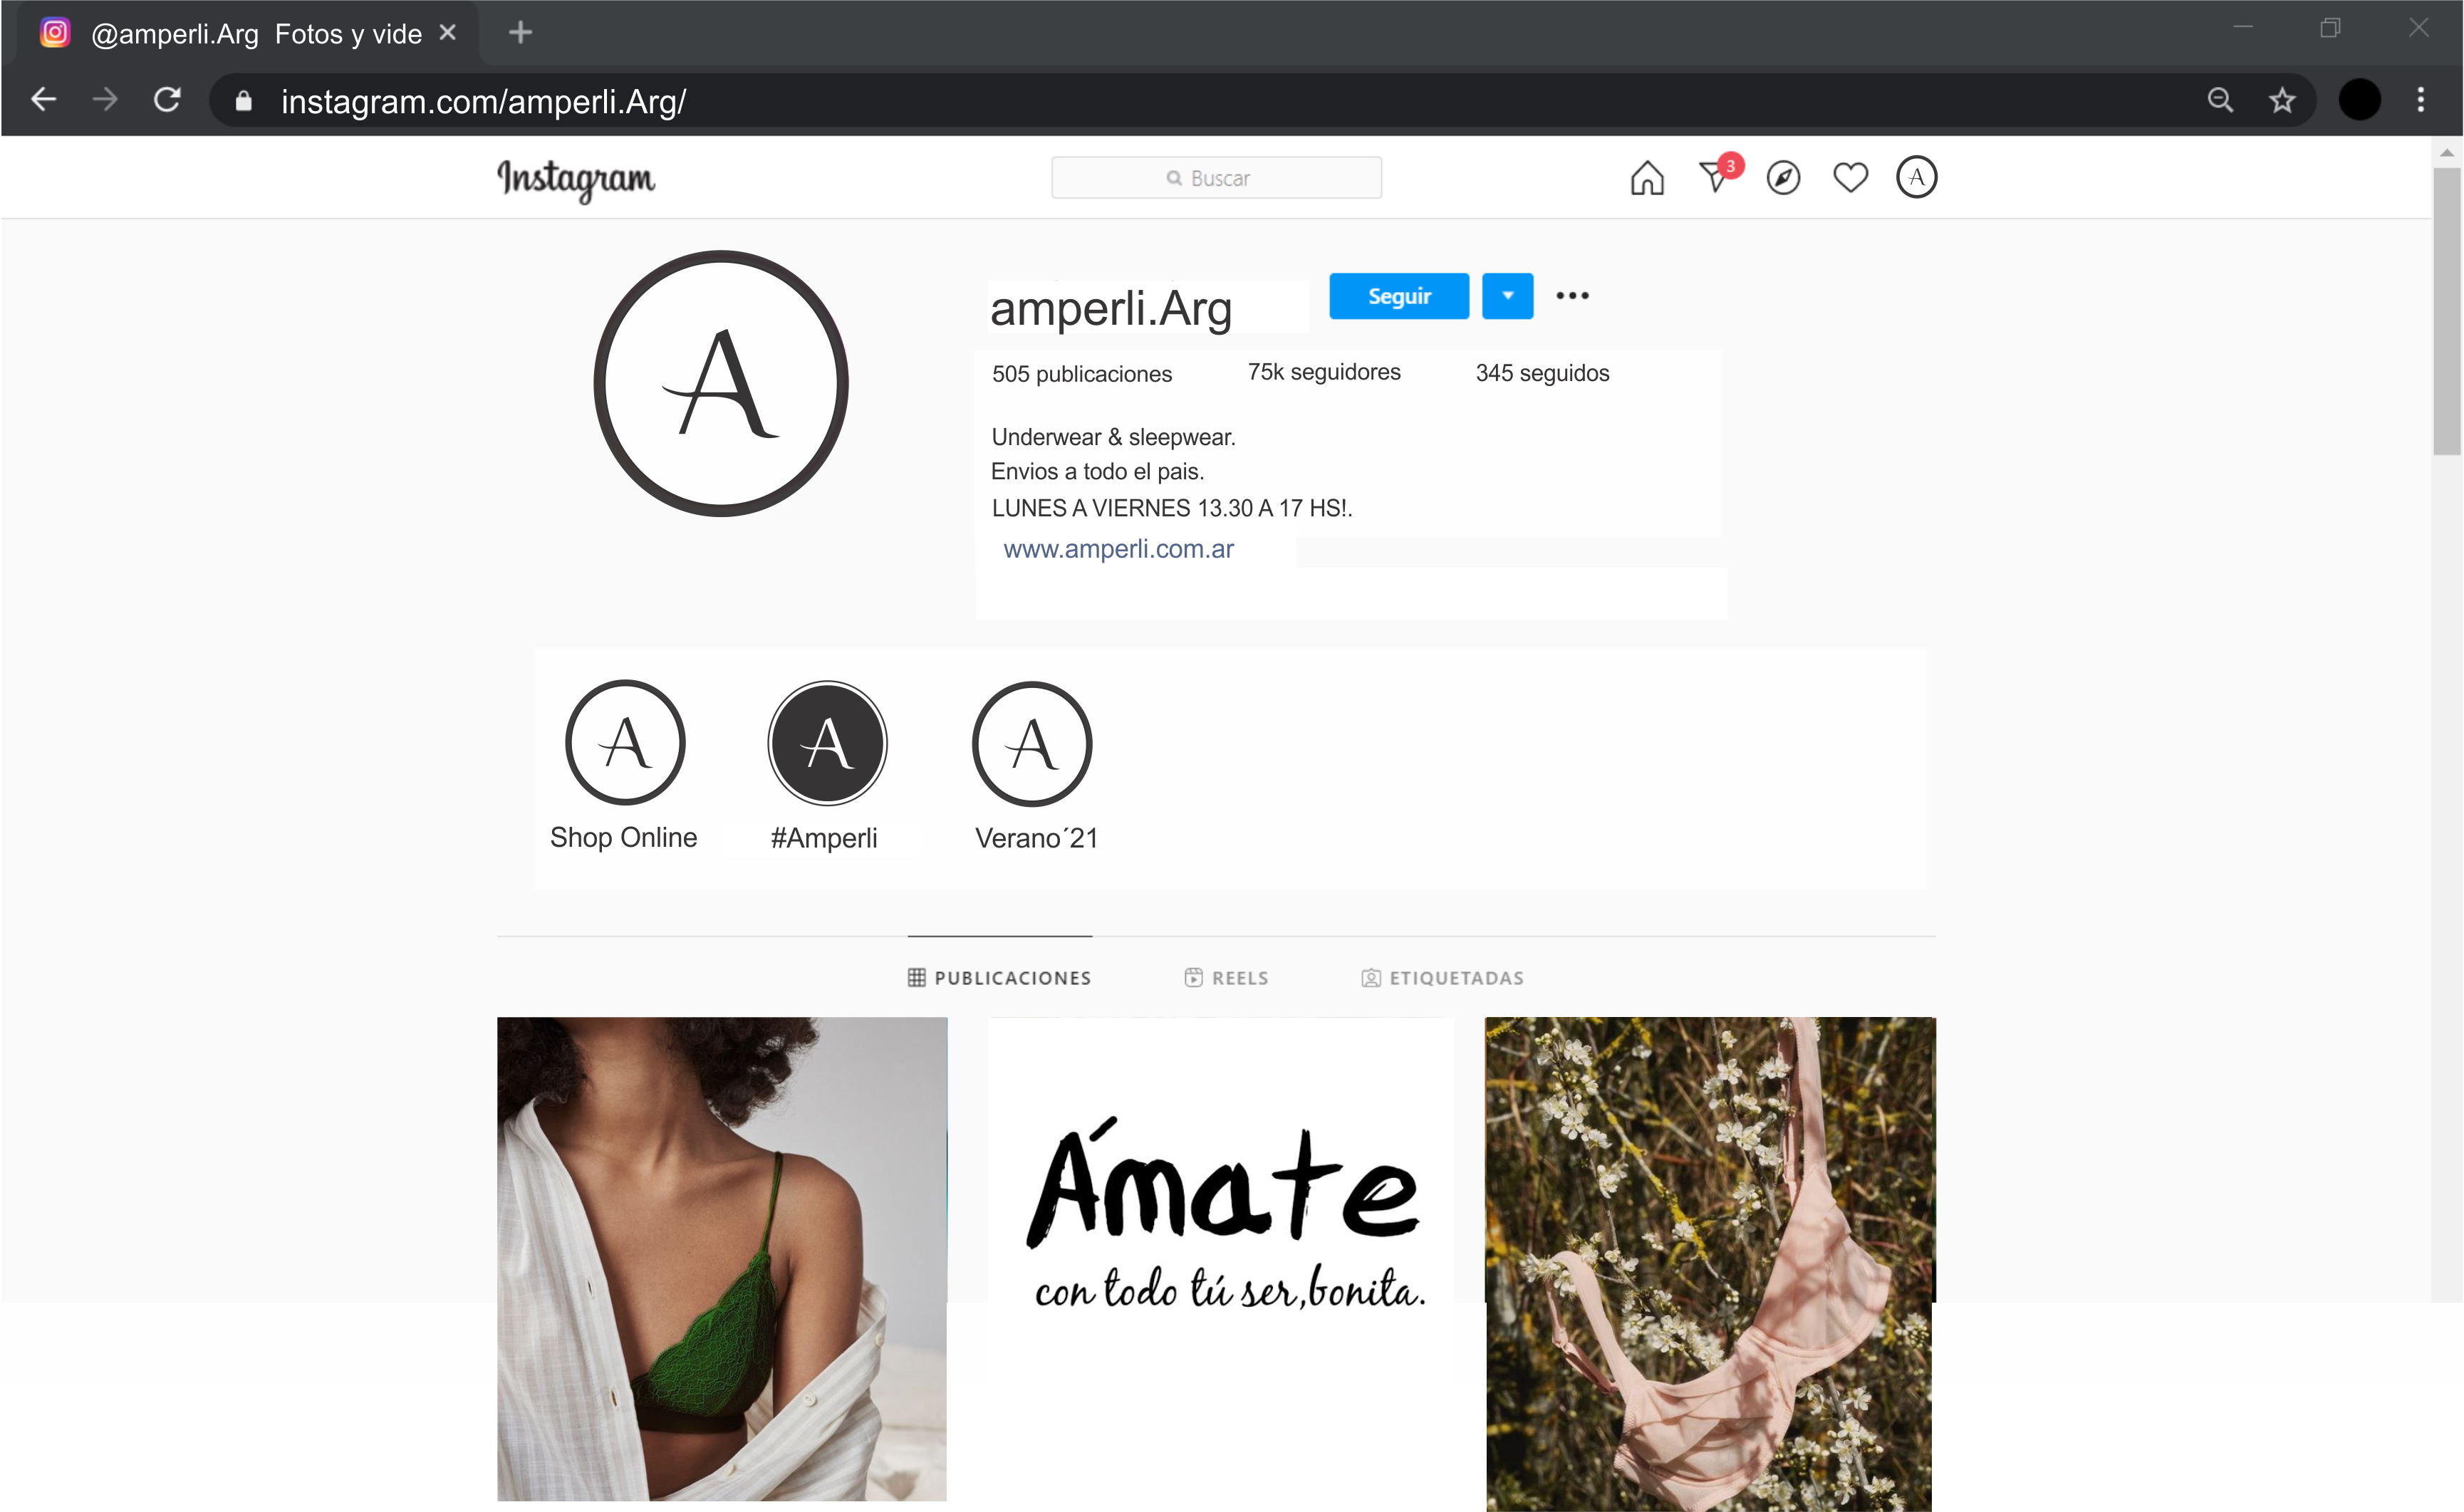 @amperli.Arg Fotos y vide
instagram.com/amperli.Arg/
Instagram
Buscar
3
A
A
amperli.Arg
Seguir
505 publicaciones
75k seguidores
345 seguidos
Underwear & sleepwear.
Envios a todo el pais.
LUNES A VIERNES 13.30 A 17 HS!.
www.amperli.com.ar
A
A
A
Shop Online
#Amperli
Verano´21
PUBLICACIONES
REELS
ETIQUETADAS
Ámate
con todo tú ser,bonita.